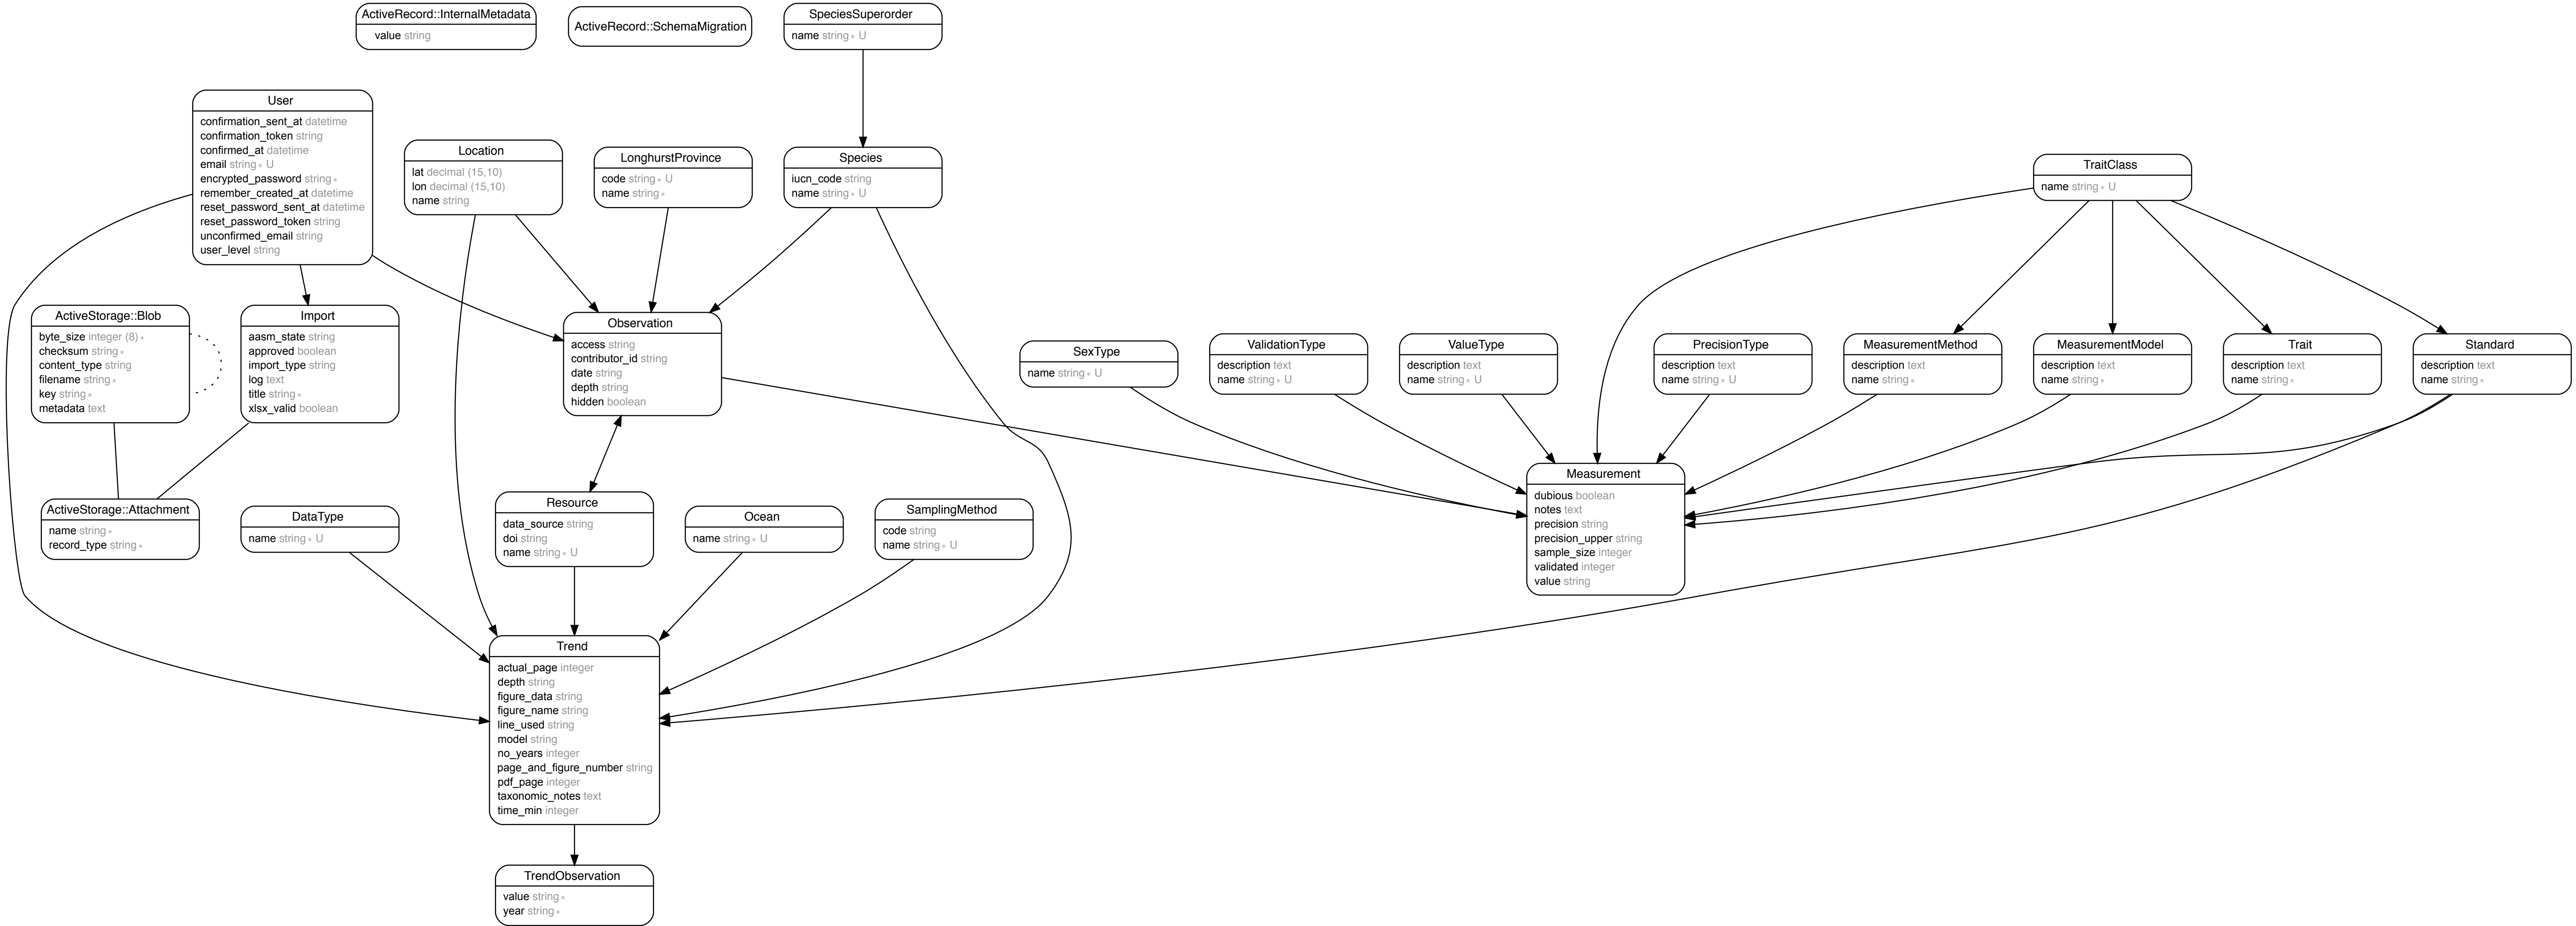 ActiveRecord::InternalMetadata
value string
ActiveRecord::SchemaMigration
SpeciesSuperorder
name string∗ U
User
confirmation_sent_at datetime
confirmation_token string
confirmed_at datetime
email string∗ U
encrypted_password string∗
remember_created_at datetime
reset_password_sent_at datetime
reset_password_token string
unconfirmed_email string
user_level string
Location
lat decimal (15,10)
lon decimal (15,10)
name string
LonghurstProvince
code string∗ U
name string∗
Species
iucn_code string
name string∗ U
TraitClass
name string∗ U
ActiveStorage::Blob
byte_size integer (8)∗
checksum string∗
content_type string
filename string∗
key string∗
metadata text
Import
aasm_state string
approved boolean
import_type string
log text
title string∗
xlsx_valid boolean
Observation
access string
contributor_id string
date string
depth string
hidden boolean
SexType
name string∗ U
ValidationType
description text
name string∗ U
ValueType
description text
name string∗ U
PrecisionType
description text
name string∗ U
MeasurementMethod
description text
name string∗
MeasurementModel
description text
name string∗
Trait
description text
name string∗
Standard
description text
name string∗
ActiveStorage::Attachment
name string∗
record_type string∗
DataType
name string∗ U
Resource
data_source string
doi string
name string∗ U
Ocean
name string∗ U
SamplingMethod
code string
name string∗ U
Measurement
dubious boolean
notes text
precision string
precision_upper string
sample_size integer
validated integer
value string
Trend
actual_page integer
depth string
figure_data string
figure_name string
line_used string
model string
no_years integer
page_and_figure_number string
pdf_page integer
taxonomic_notes text
time_min integer
TrendObservation
value string∗
year string∗